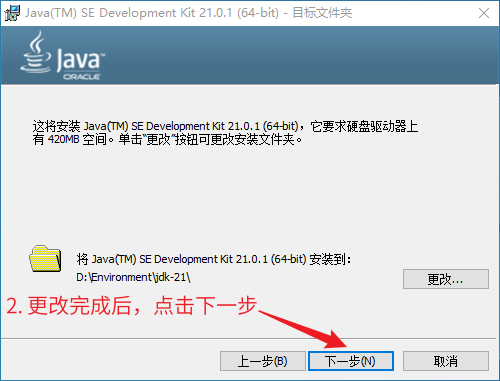 Java(TM) SE Development Kit 21.0.1 (64-bit) - 目标文件夹
Java™
ORACLE
这将安装 Java(TM) SE Development Kit 21.0.1 (64-bit)，它要求硬盘驱动器上
有 420MB 空间。单击“更改”按钮可更改安装文件夹。
将 Java(TM) SE Development Kit 21.0.1 (64-bit) 安装到：
D:\Environment\jdk-21\
更改...
2. 更改完成后，点击下一步
上一步(B)
下一步(N)
取消